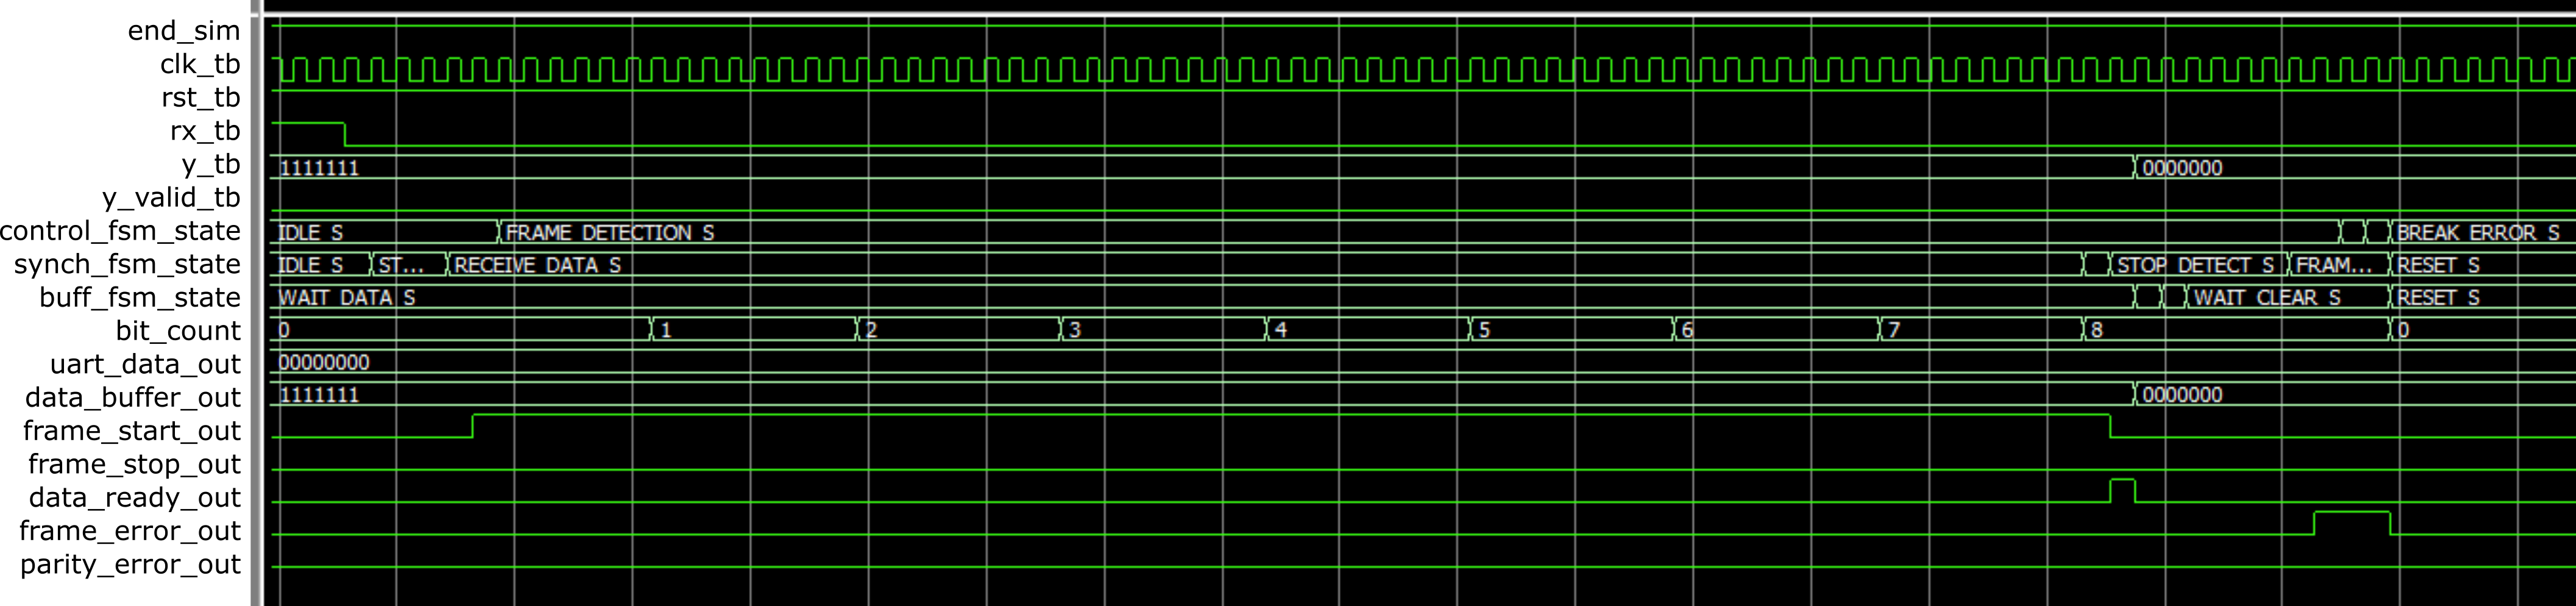 end_sim
clk_tb
rst_tb
rx_tb
y_tb 1111111 0000000
y_valid_tb
control_fsm_state IDLE S FRAME DETECTION S BREAK ERROR S
synch_fsm_state IDLE S ST... RECEIVE DATA S STOP DETECT S FRAM... RESET S
buff_fsm_state WAIT DATA S WAIT CLEAR S RESET S
bit_count 0 1 2 3 4 5 6 7 8 0
uart_data_out 00000000
data_buffer_out 1111111 0000000
frame_start_out
frame_stop_out
data_ready_out
frame_error_out
parity_error_out